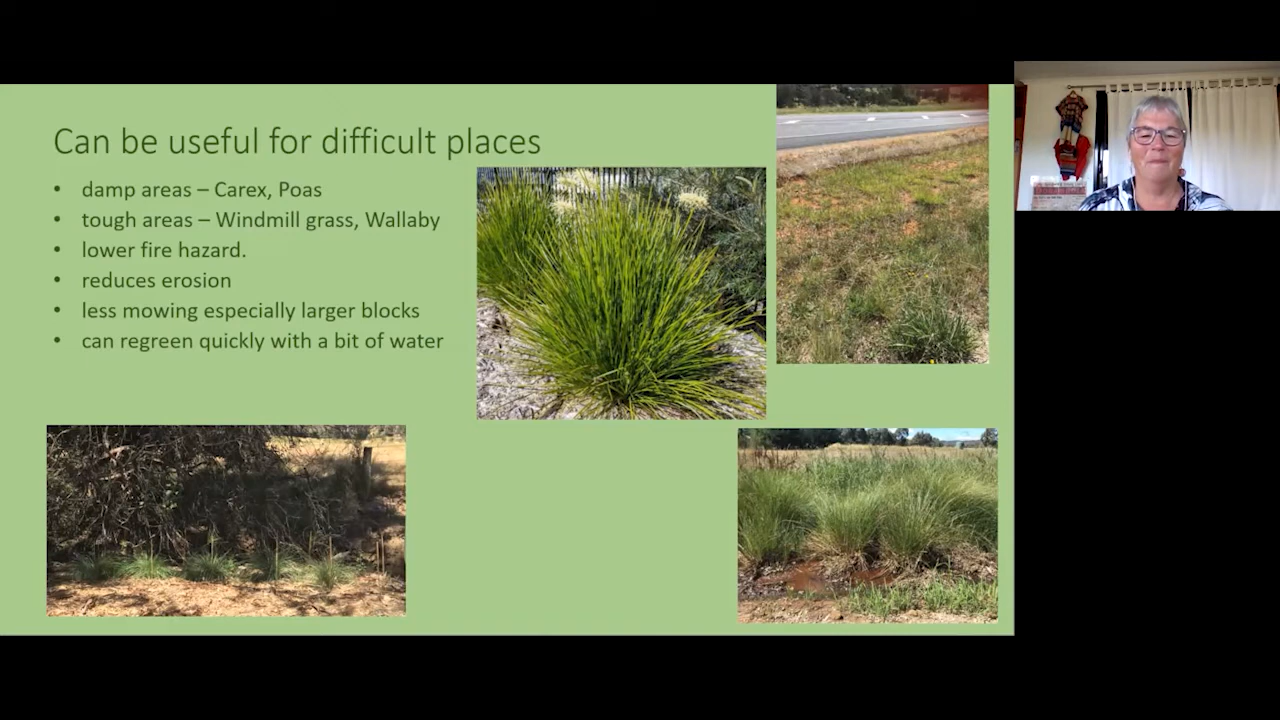 Can be useful for difficult places
• damp areas – Carex, Poas
• tough areas – Windmill grass, Wallaby
• lower fire hazard.
• reduces erosion
• less mowing especially larger blocks
• can regreen quickly with a bit of water